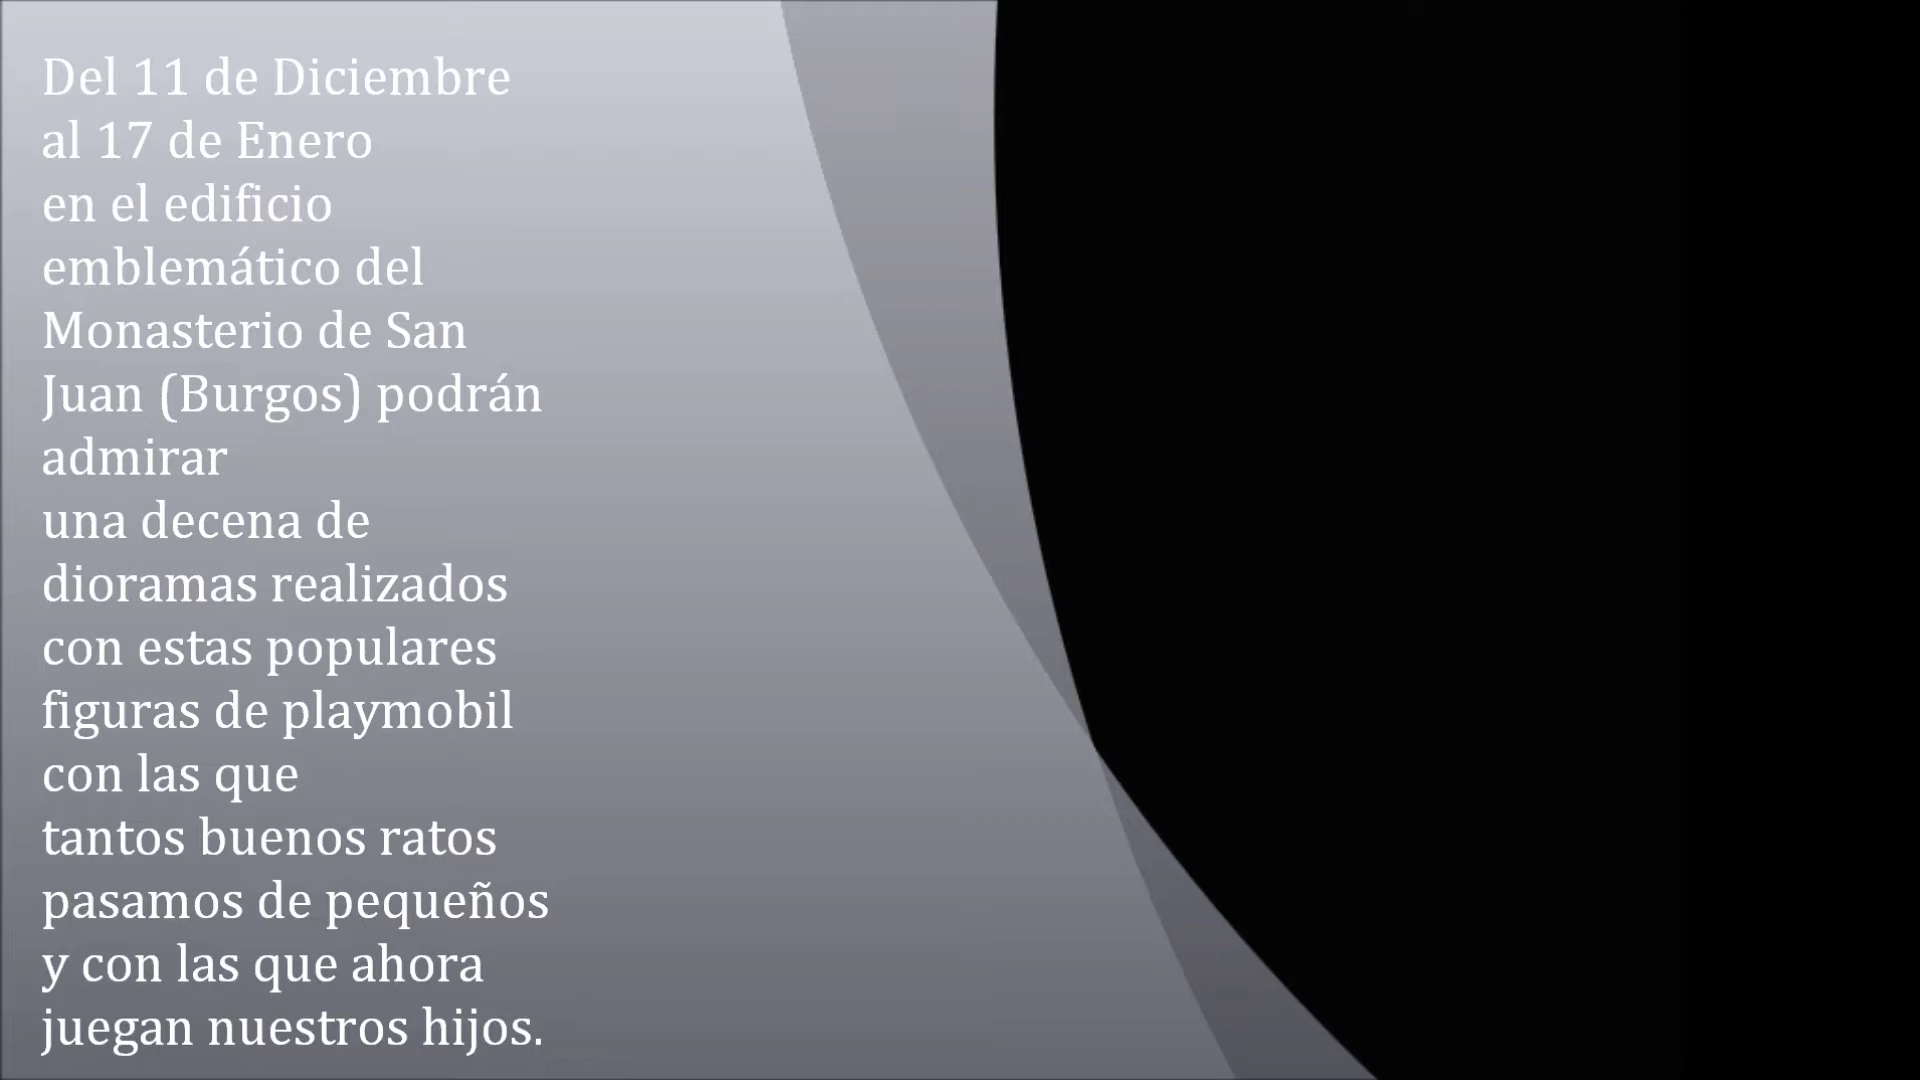 Del 11 de Diciembre
al 17 de Enero
en el edificio
emblemático del
Monasterio de San
Juan (Burgos) podrán
admirar
una decena de
dioramas realizados
con estas populares
figuras de playmobil
con las que
tantos buenos ratos
pasamos de pequeños
y con las que ahora
juegan nuestros hijos.